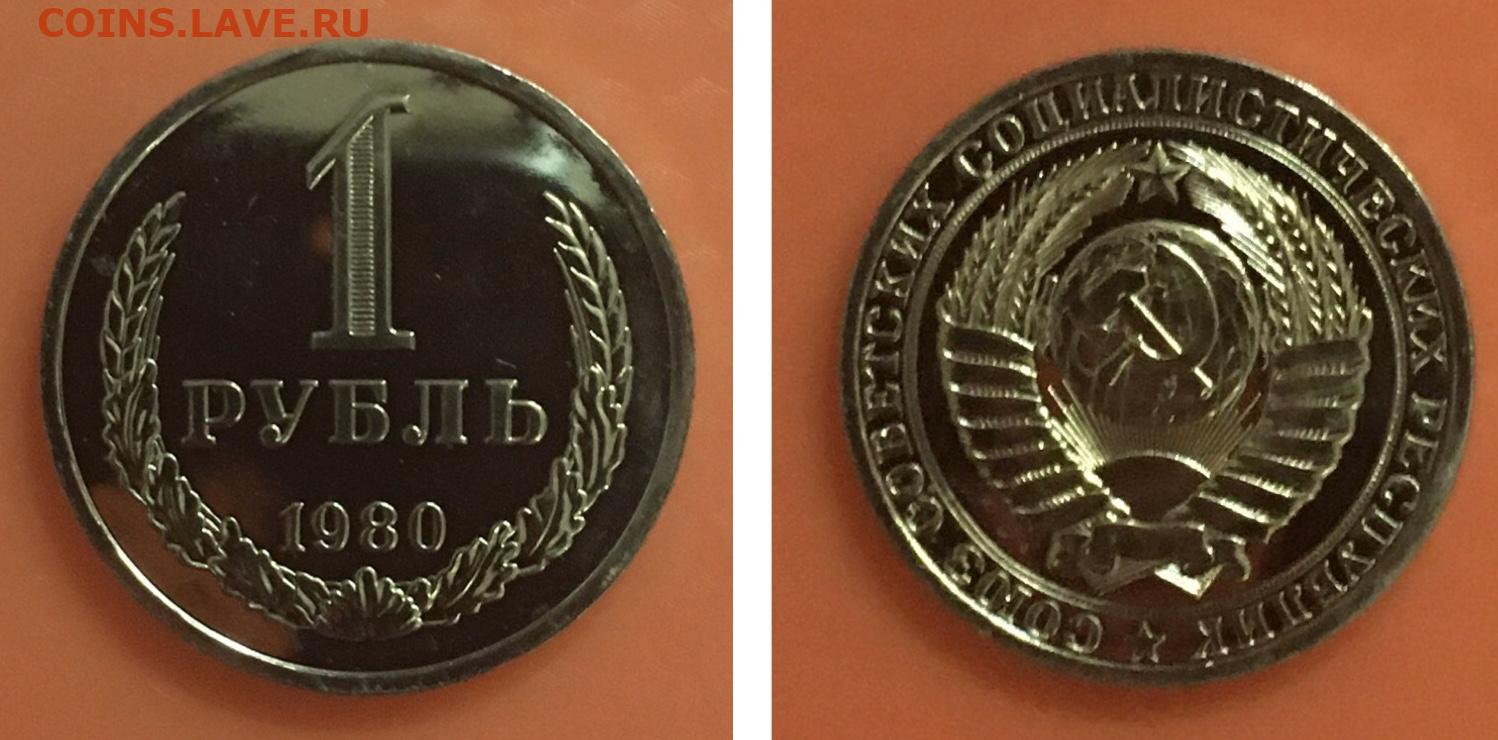 COINS.LAVE.RU
1
РУБЛЬ
1980
СОЮЗ СОВЕТСКИХ СОЦИАЛИСТИЧЕСКИХ РЕСПУБЛИК